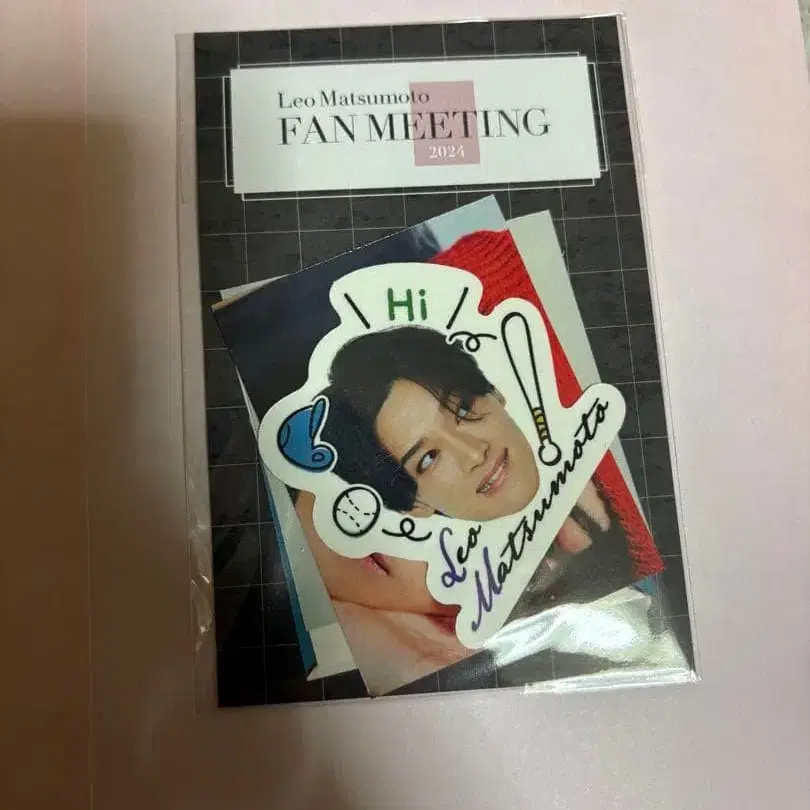 Leo Matsumoto
FAN MEETING
2024
\ Hi /
Leo
Matsumoto